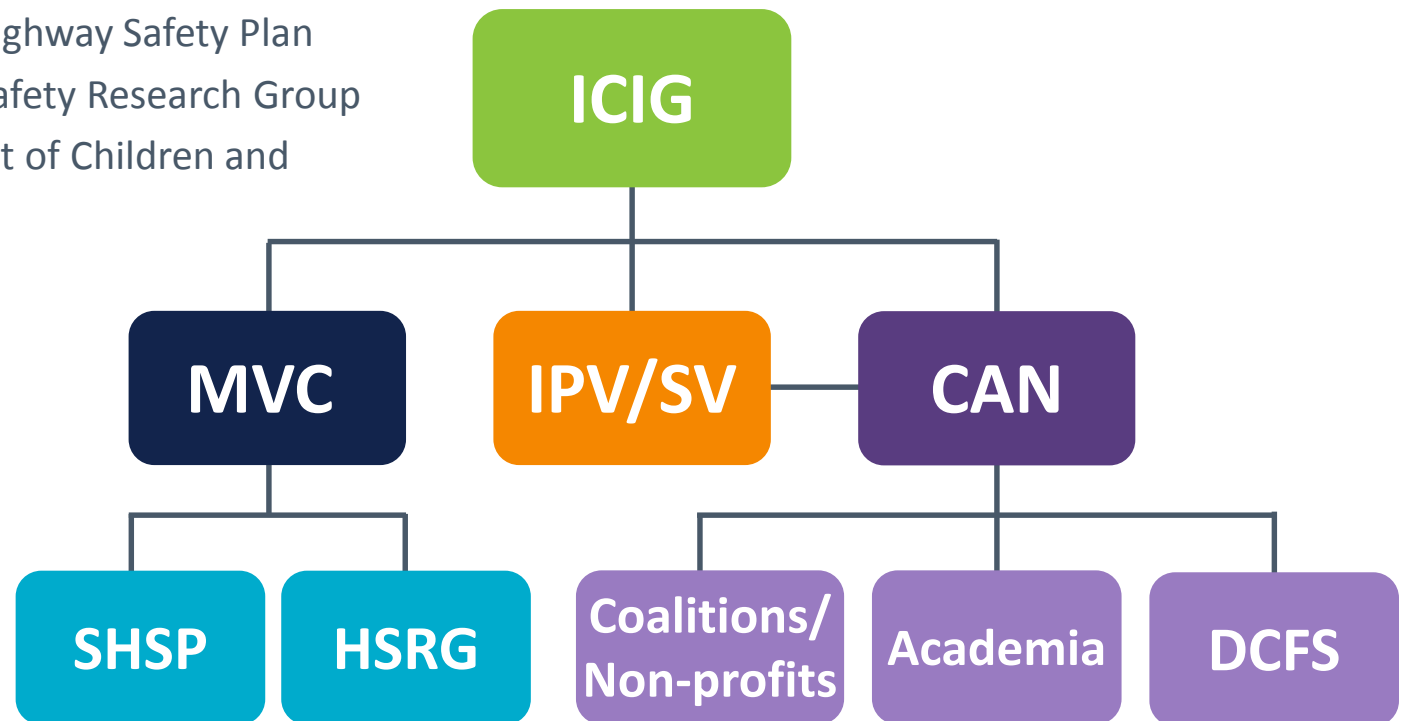 ghway Safety Plan
afety Research Group
t of Children and
ICIG
MVC
IPV/SV
CAN
SHSP
HSRG
Coalitions/
Non-profits
Academia
DCFS